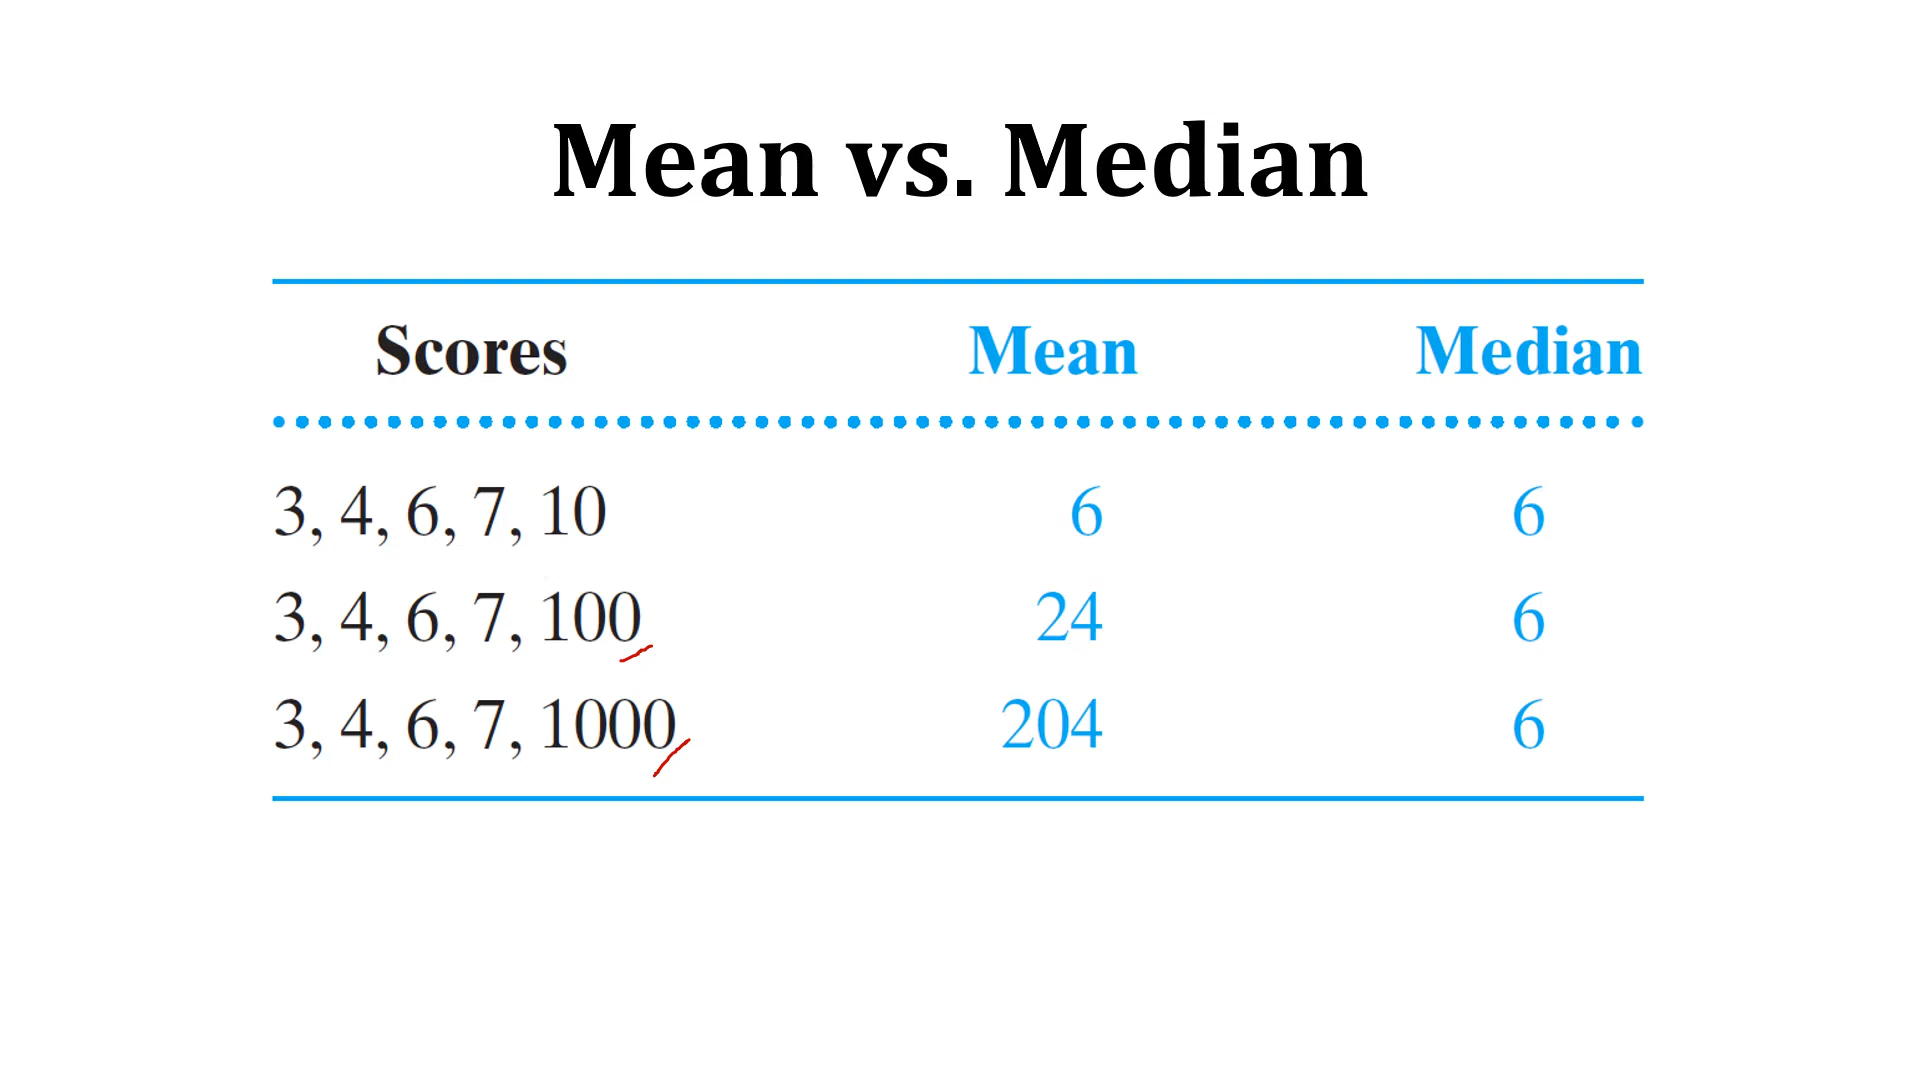 Mean vs. Median
Scores Mean Median
3, 4, 6, 7, 10 6 6
3, 4, 6, 7, 100 24 6
3, 4, 6, 7, 1000 204 6